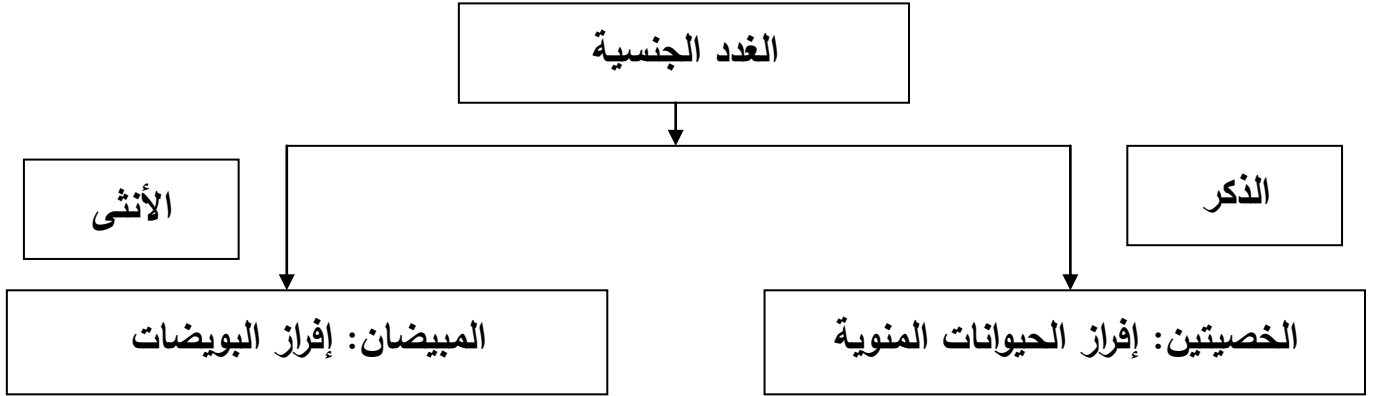 الغدد الجنسية
الذكر
الأنثى
الخصيتين: إفراز الحيوانات المنوية
المبيضان: إفراز البويضات